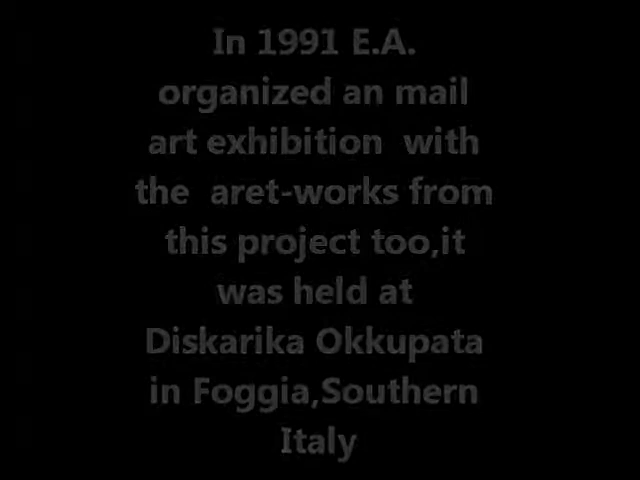 In 1991 E.A.
organized an mail
art exhibition with
the aret-works from
this project too,it
was held at
Diskarika Okkupata
in Foggia,Southern
Italy